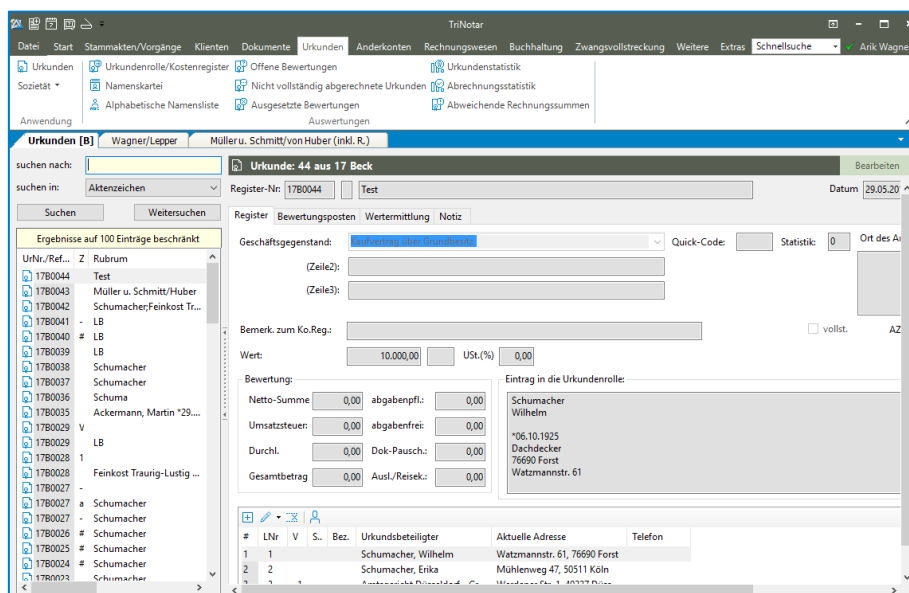 TriNotar
Datei Start Stammakten/Vorgänge Klienten Dokumente Urkunden Anderkonten Rechnungswesen Buchhaltung Zwangsvollstreckung Weitere Extras Schnellsuche Arik Wagne
Urkunden Urkundenrolle/Kostenregister Offene Bewertungen Urkundenstatistik
Sozietät Namenskartei Nicht vollständig abgerechnete Urkunden Abrechnungsstatistik
Alphabetische Namensliste Ausgesetzte Bewertungen Abweichende Rechnungssummen
Anwendung Auswertungen
Urkunden [B] Wagner/Lepper Müller u. Schmitt/von Huber (inkl. R.)
suchen nach:
suchen in: Aktenzeichen
Suchen Weitersuchen
Ergebnisse auf 100 Einträge beschränkt
UrNr./Ref... Z Rubrum
17B0044 Test
17B0043 Müller u. Schmitt/Huber
17B0042 Schumacher;Feinkost Tr...
17B0041 - LB
17B0040 # LB
17B0039 LB
17B0038 Schumacher
17B0037 Schumacher
17B0036 Schuma
17B0035 Ackermann, Martin *29....
17B0029 V
17B0029 LB
17B0028 1
17B0028 Feinkost Traurig-Lustig ...
17B0027 -
17B0027 a Schumacher
17B0027 - Schumacher
17B0026 # Schumacher
17B0025 # Schumacher
17B0024 # Schumacher
17B0023 Schumacher
Urkunde: 44 aus 17 Beck Bearbeiten
Register-Nr: 17B0044 Test Datum 29.05.20
Register Bewertungsposten Wertermittlung Notiz
Geschäftsgegenstand: Kaufvertrag über Grundbesitz Quick-Code: Statistik: 0 Ort des A
(Zeile2):
(Zeile3):
Bemerk. zum Ko.Reg.: vollst. AZ
Wert: 10.000,00 USt.(%) 0,00
Bewertung: Eintrag in die Urkundenrolle:
Netto-Summe 0,00 abgabenpfl.: 0,00
Umsatzsteuer: 0,00 abgabenfrei: 0,00
Durchl. 0,00 Dok-Pausch.: 0,00
Gesamtbetrag 0,00 Ausl./Reisek.: 0,00
Schumacher
Wilhelm
*06.10.1925
Dachdecker
76690 Forst
Watzmannstr. 61
# LNr V S.. Bez. Urkundsbeteiligter Aktuelle Adresse Telefon
1 1 Schumacher, Wilhelm Watzmannstr. 61, 76690 Forst
2 2 Schumacher, Erika Mühlenweg 47, 50511 Köln